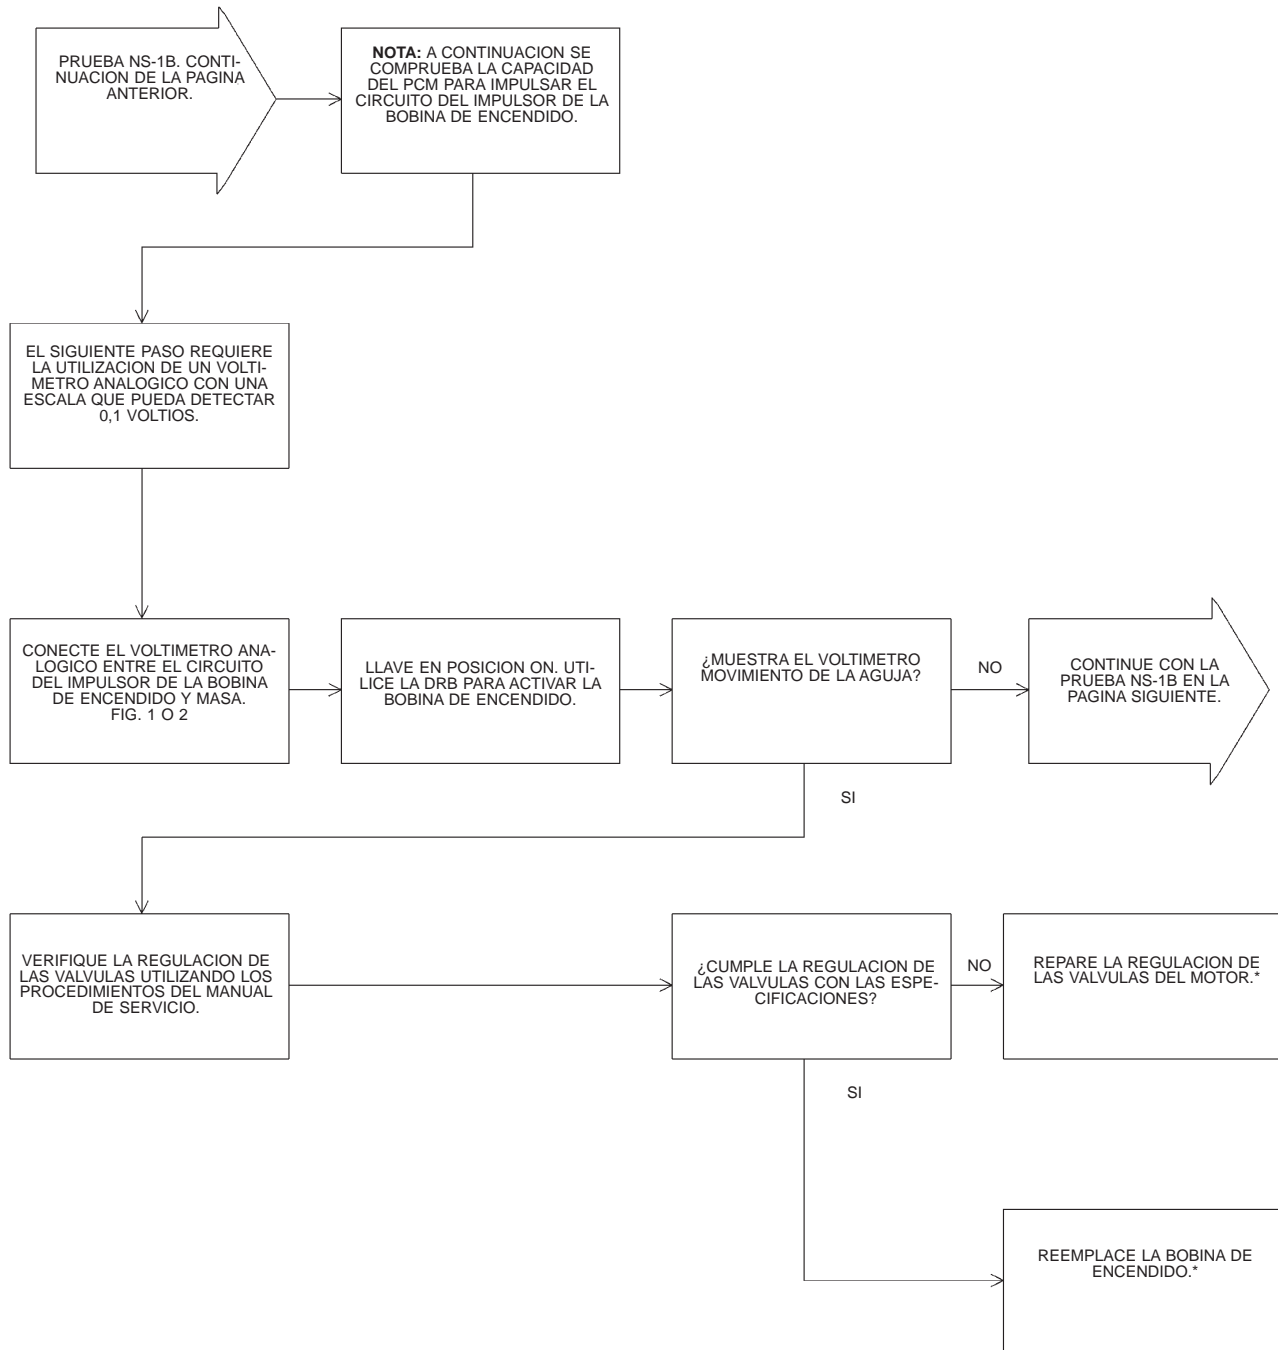 PRUEBA NS-1B. CONTI-
NUACION DE LA PAGINA
ANTERIOR.
NOTA: A CONTINUACION SE
COMPRUEBA LA CAPACIDAD
DEL PCM PARA IMPULSAR EL
CIRCUITO DEL IMPULSOR DE LA
BOBINA DE ENCENDIDO.
EL SIGUIENTE PASO REQUIERE
LA UTILIZACION DE UN VOLTI-
METRO ANALOGICO CON UNA
ESCALA QUE PUEDA DETECTAR
0,1 VOLTIOS.
CONECTE EL VOLTIMETRO ANA-
LOGICO ENTRE EL CIRCUITO
DEL IMPULSOR DE LA BOBINA
DE ENCENDIDO Y MASA.
FIG. 1 O 2
LLAVE EN POSICION ON. UTI-
LICE LA DRB PARA ACTIVAR LA
BOBINA DE ENCENDIDO.
¿MUESTRA EL VOLTIMETRO
MOVIMIENTO DE LA AGUJA?
NO
CONTINUE CON LA
PRUEBA NS-1B EN LA
PAGINA SIGUIENTE.
SI
VERIFIQUE LA REGULACION DE
LAS VALVULAS UTILIZANDO LOS
PROCEDIMIENTOS DEL MANUAL
DE SERVICIO.
¿CUMPLE LA REGULACION DE
LAS VALVULAS CON LAS ESPE-
CIFICACIONES?
NO
REPARE LA REGULACION DE
LAS VALVULAS DEL MOTOR.*
SI
REEMPLACE LA BOBINA DE
ENCENDIDO.*